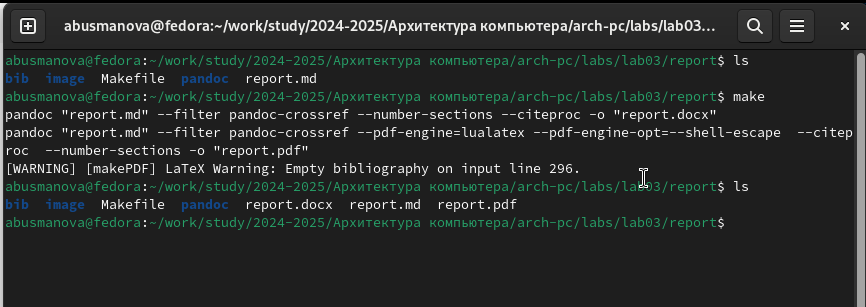 abusmanova@fedora:~/work/study/2024-2025/Архитектура компьютера/arch-pc/labs/lab03...
abusmanova@fedora:~/work/study/2024-2025/Архитектура компьютера/arch-pc/labs/lab03/report$ ls
bib  image  Makefile  pandoc  report.md
abusmanova@fedora:~/work/study/2024-2025/Архитектура компьютера/arch-pc/labs/lab03/report$ make
pandoc "report.md" --filter pandoc-crossref --number-sections --citeproc -o "report.docx"
pandoc "report.md" --filter pandoc-crossref --pdf-engine=lualatex --pdf-engine-opt=--shell-escape  --citep
roc  --number-sections -o "report.pdf"
[WARNING] [makePDF] LaTeX Warning: Empty bibliography on input line 296.
abusmanova@fedora:~/work/study/2024-2025/Архитектура компьютера/arch-pc/labs/lab03/report$ ls
bib  image  Makefile  pandoc  report.docx  report.md  report.pdf
abusmanova@fedora:~/work/study/2024-2025/Архитектура компьютера/arch-pc/labs/lab03/report$